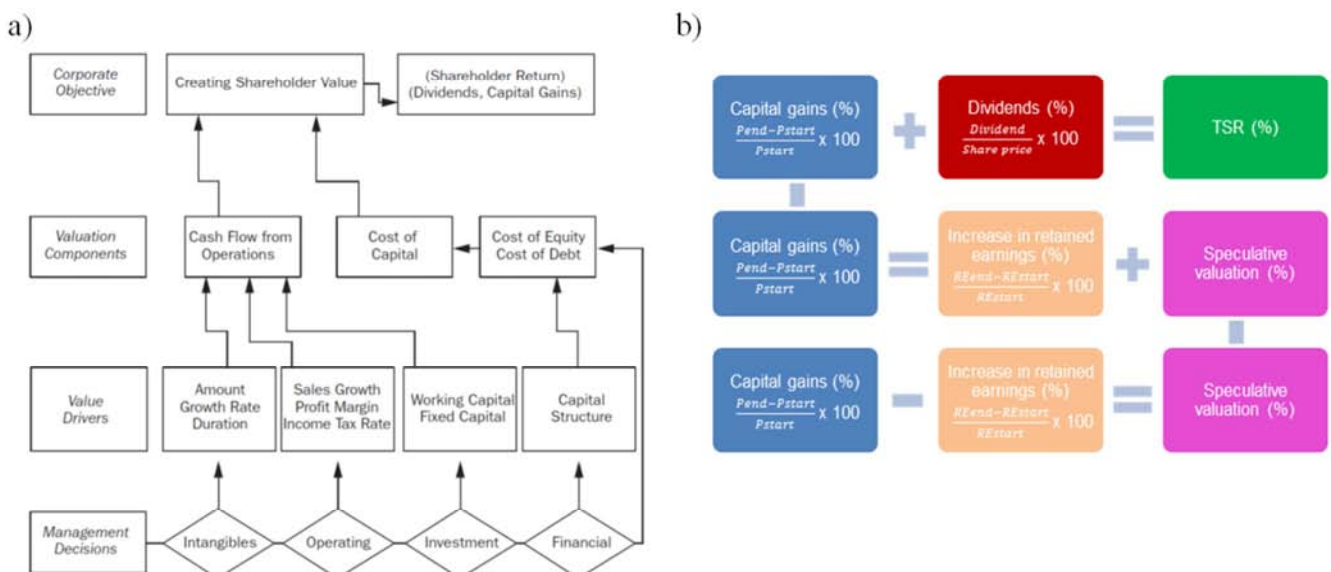 a)
Corporate
Objective
Creating Shareholder Value
(Shareholder Return)
(Dividends, Capital Gains)
Valuation
Components
Cash Flow from
Operations
Cost of
Capital
Cost of Equity
Cost of Debt
Value
Drivers
Amount
Growth Rate
Duration
Sales Growth
Profit Margin
Income Tax Rate
Working Capital
Fixed Capital
Capital
Structure
Management
Decisions
Intangibles
Operating
Investment
Financial
b)
Capital gains (%)
Pend-Pstart
Pstart
x 100
+
Dividends (%)
Dividend
Share price
x 100
=
TSR (%)
Capital gains (%)
Pend-Pstart
Pstart
x 100
=
Increase in retained
earnings (%)
REend-REstart
REstart
x 100
+
Speculative
valuation (%)
Capital gains (%)
Pend-Pstart
Pstart
x 100
-
Increase in retained
earnings (%)
REend-REstart
REstart
x 100
=
Speculative
valuation (%)